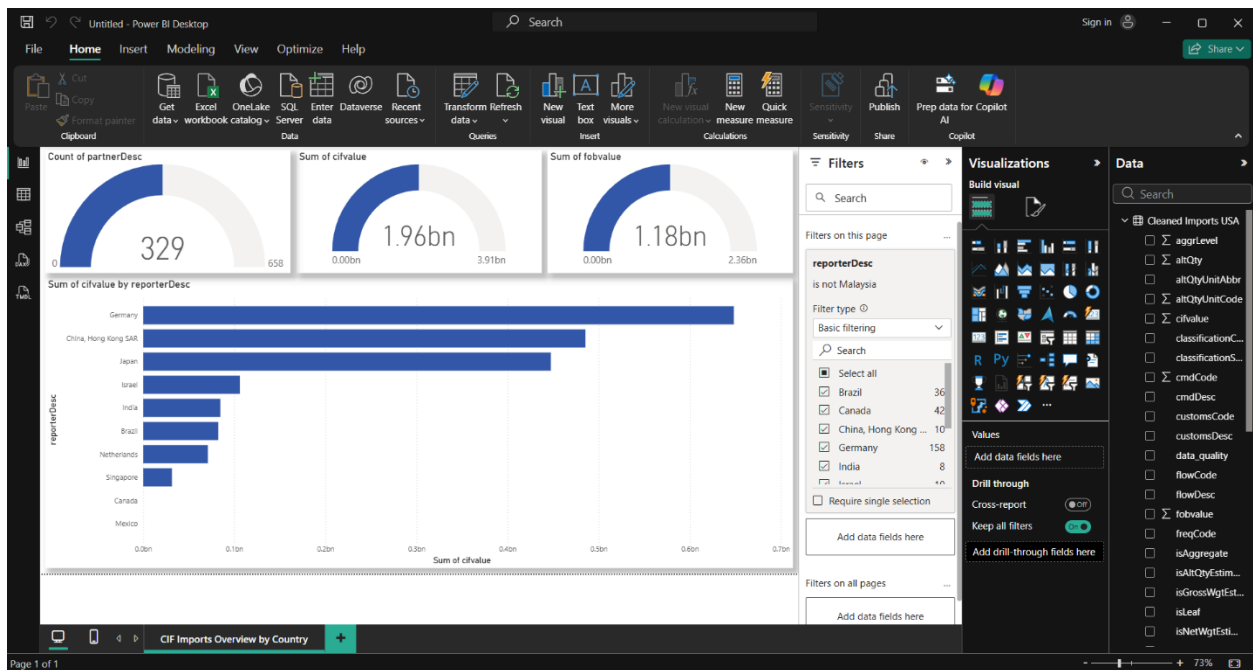 Untitled - Power BI Desktop
Search
Sign in
File Home Insert Modeling View Optimize Help
Share
Paste
Cut
Copy
Format painter
Clipboard
Get data
Excel workbook
OneLake catalog
SQL Server
Enter data
Dataverse
Recent sources
Data
Transform data
Refresh
Queries
New visual
Text box
More visuals
Insert
New visual calculation
New measure
Quick measure
Calculations
Sensitivity
Sensitivity
Publish
Share
Prep data for AI
Copilot
Copilot
DAX
TMDL
Count of partnerDesc
329
0
658
Sum of cifvalue
1.96bn
0.00bn
3.91bn
Sum of fobvalue
1.18bn
0.00bn
2.36bn
Sum of cifvalue by reporterDesc
reporterDesc
Germany
China, Hong Kong SAR
Japan
Israel
India
Brazil
Netherlands
Singapore
Canada
Mexico
0.0bn 0.1bn 0.2bn 0.3bn 0.4bn 0.5bn 0.6bn 0.7bn
Sum of cifvalue
Filters
Search
Filters on this page ...
reporterDesc
is not Malaysia
Filter type
Basic filtering
Search
Select all
Brazil 36
Canada 42
China, Hong Kong ... 10
Germany 158
India 8
Israel 10
Require single selection
Add data fields here
Filters on all pages ...
Add data fields here
Visualizations
Build visual
R Py
...
Values
Add data fields here
Drill through
Cross-report Off
Keep all filters On
Add drill-through fields here
Data
Search
Cleaned Imports USA
∑ aggrLevel
∑ altQty
altQtyUnitAbbr
∑ altQtyUnitCode
∑ cifvalue
classificationC...
classificationS...
∑ cmdCode
cmdDesc
customsCode
customsDesc
data_quality
flowCode
flowDesc
∑ fobvalue
freqCode
isAggregate
isAltQtyEstim...
isGrossWgtEst...
isLeaf
isNetWgtEsti...
CIF Imports Overview by Country
+
Page 1 of 1
- + 73%